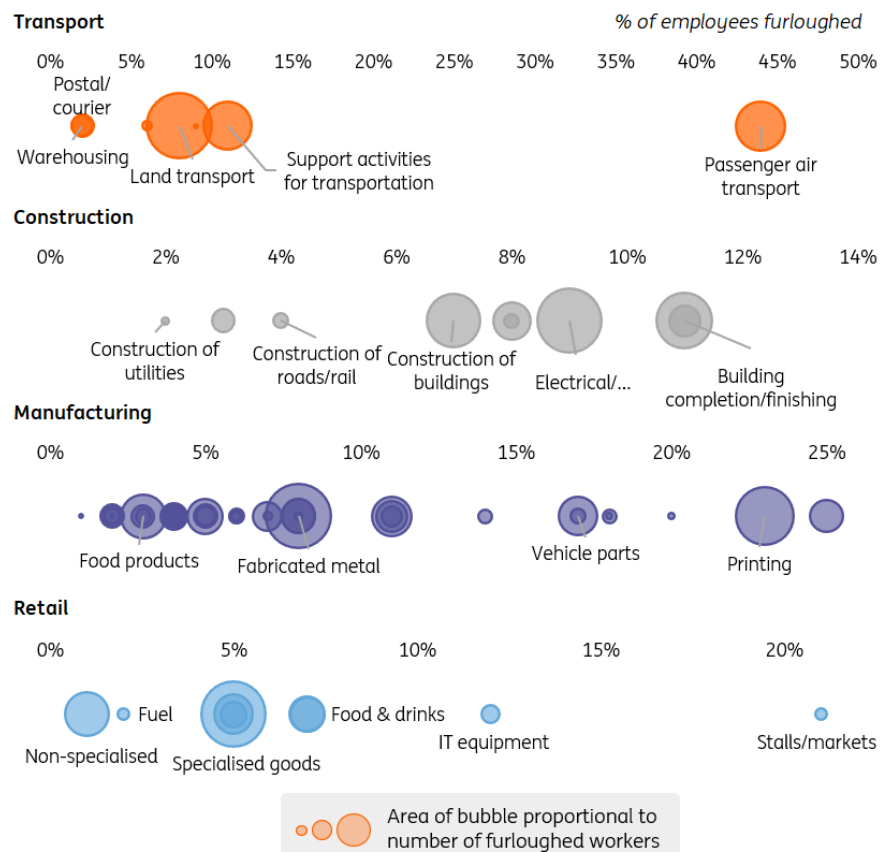 Transport
% of employees furloughed
0% 5% 10% 15% 20% 25% 30% 35% 40% 45% 50%
Postal/
courier
Warehousing
Land transport
Support activities
for transportation
Passenger air
transport
Construction
0% 2% 4% 6% 8% 10% 12% 14%
Construction of
utilities
Construction of
roads/rail
Construction of
buildings
Electrical/...
Building
completion/finishing
Manufacturing
0% 5% 10% 15% 20% 25%
Food products
Fabricated metal
Vehicle parts
Printing
Retail
0% 5% 10% 15% 20%
Non-specialised
Fuel
Specialised goods
Food & drinks
IT equipment
Stalls/markets
Area of bubble proportional to
number of furloughed workers